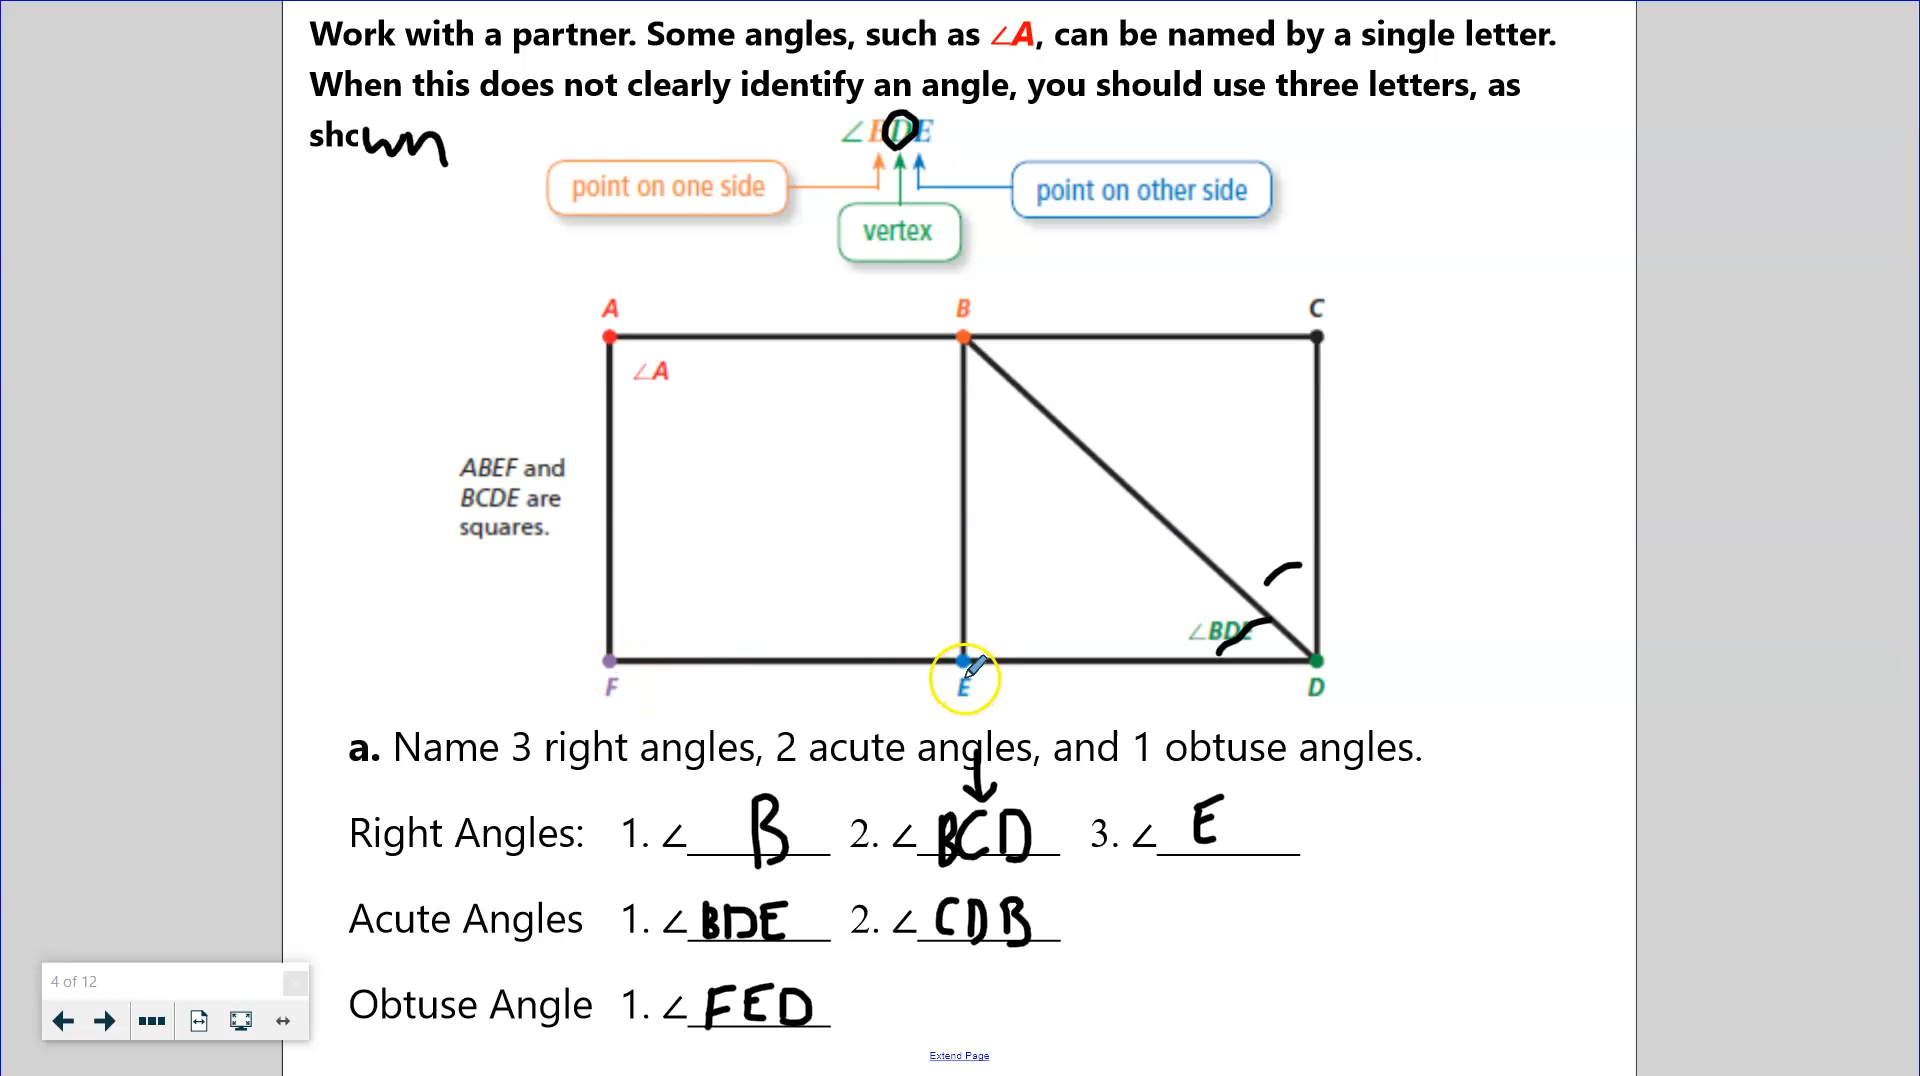 Work with a partner. Some angles, such as ∠A, can be named by a single letter.
When this does not clearly identify an angle, you should use three letters, as
shown
∠BDE
point on one side
point on other side
vertex
A B C
∠A
ABEF and
BCDE are
squares.
∠BDE
F E D
a. Name 3 right angles, 2 acute angles, and 1 obtuse angles.
Right Angles: 1. ∠ B 2. ∠ BCD 3. ∠ E
Acute Angles 1. ∠ BDE 2. ∠ CDB
4 of 12
Obtuse Angle 1. ∠ FED
Extend Page